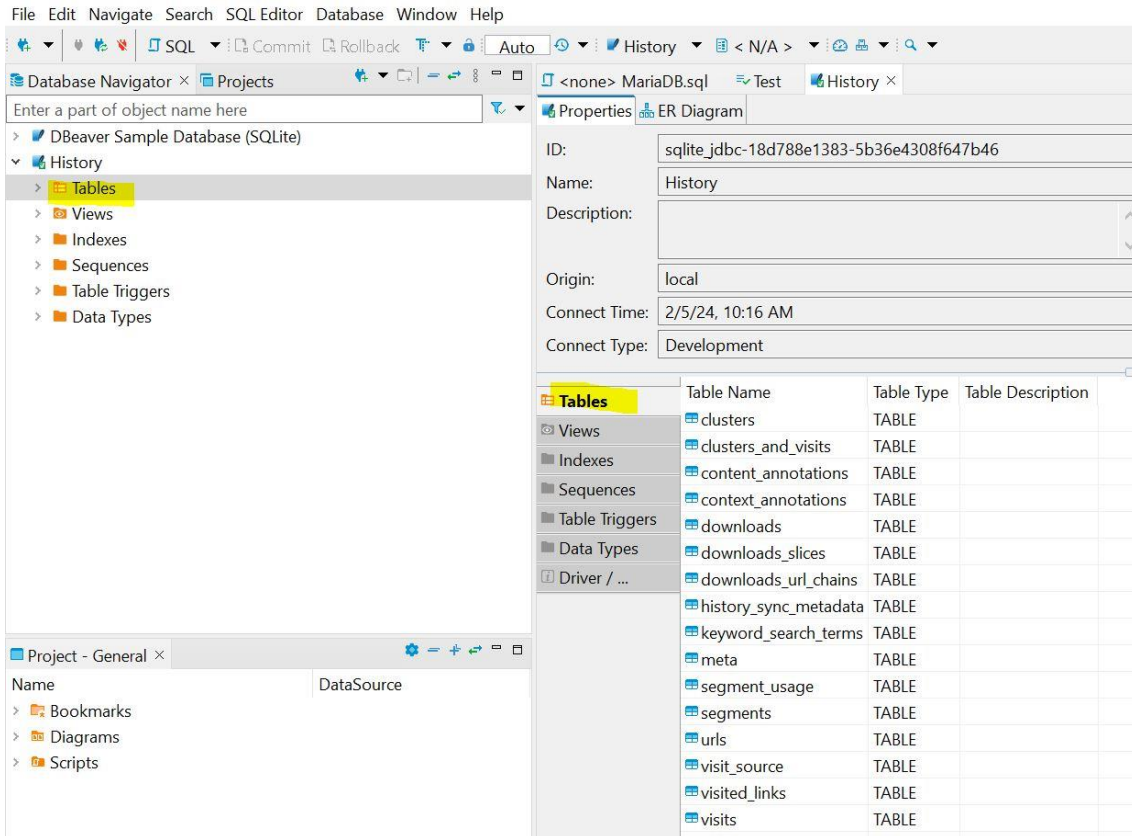 File Edit Navigate Search SQL Editor Database Window Help
SQL Commit Rollback Auto History < N/A >
Database Navigator Projects
Enter a part of object name here
DBeaver Sample Database (SQLite)
History
Tables
Views
Indexes
Sequences
Table Triggers
Data Types
Project - General
Name DataSource
Bookmarks
Diagrams
Scripts
<none> MariaDB.sql Test History
Properties ER Diagram
ID: sqlite_jdbc-18d788e1383-5b36e4308f647b46
Name: History
Description:
Origin: local
Connect Time: 2/5/24, 10:16 AM
Connect Type: Development
Tables
Views
Indexes
Sequences
Table Triggers
Data Types
Driver / ...
Table Name Table Type Table Description
clusters TABLE
clusters_and_visits TABLE
content_annotations TABLE
context_annotations TABLE
downloads TABLE
downloads_slices TABLE
downloads_url_chains TABLE
history_sync_metadata TABLE
keyword_search_terms TABLE
meta TABLE
segment_usage TABLE
segments TABLE
urls TABLE
visit_source TABLE
visited_links TABLE
visits TABLE